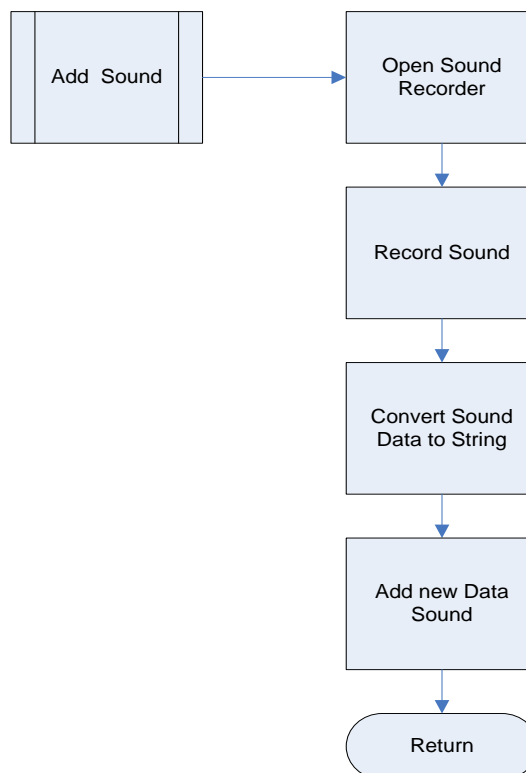 Add  Sound
Open Sound
Recorder
Record Sound
Convert Sound
Data to String
Add new Data
Sound
Return